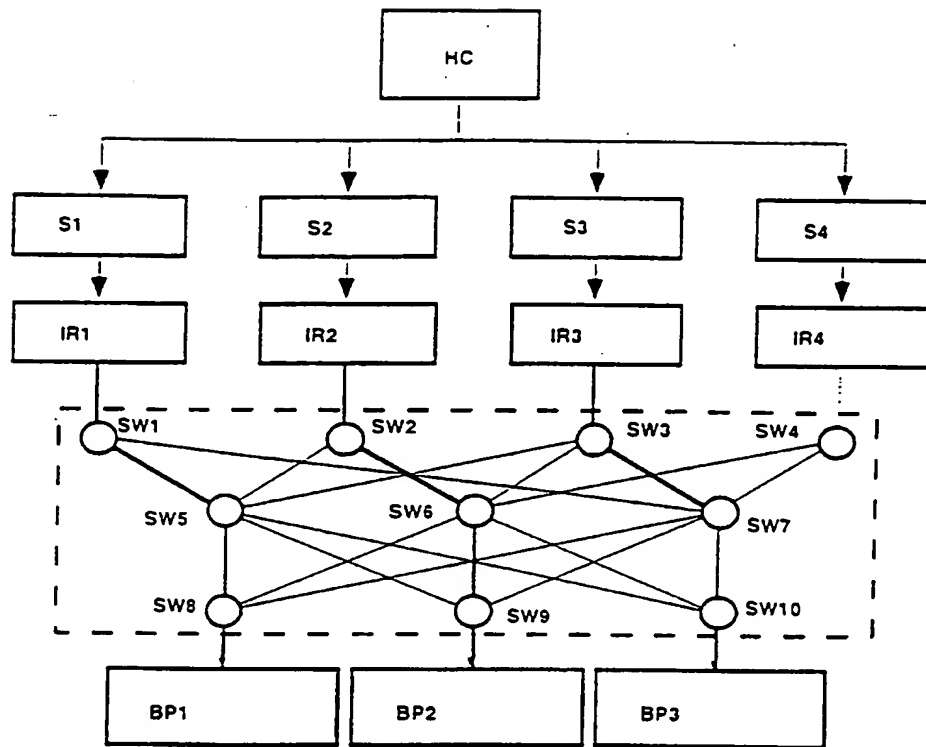 HC
S1 S2 S3 S4
IR1 IR2 IR3 IR4
SW1 SW2 SW3 SW4
SW5 SW6 SW7
SW8 SW9 SW10
BP1 BP2 BP3